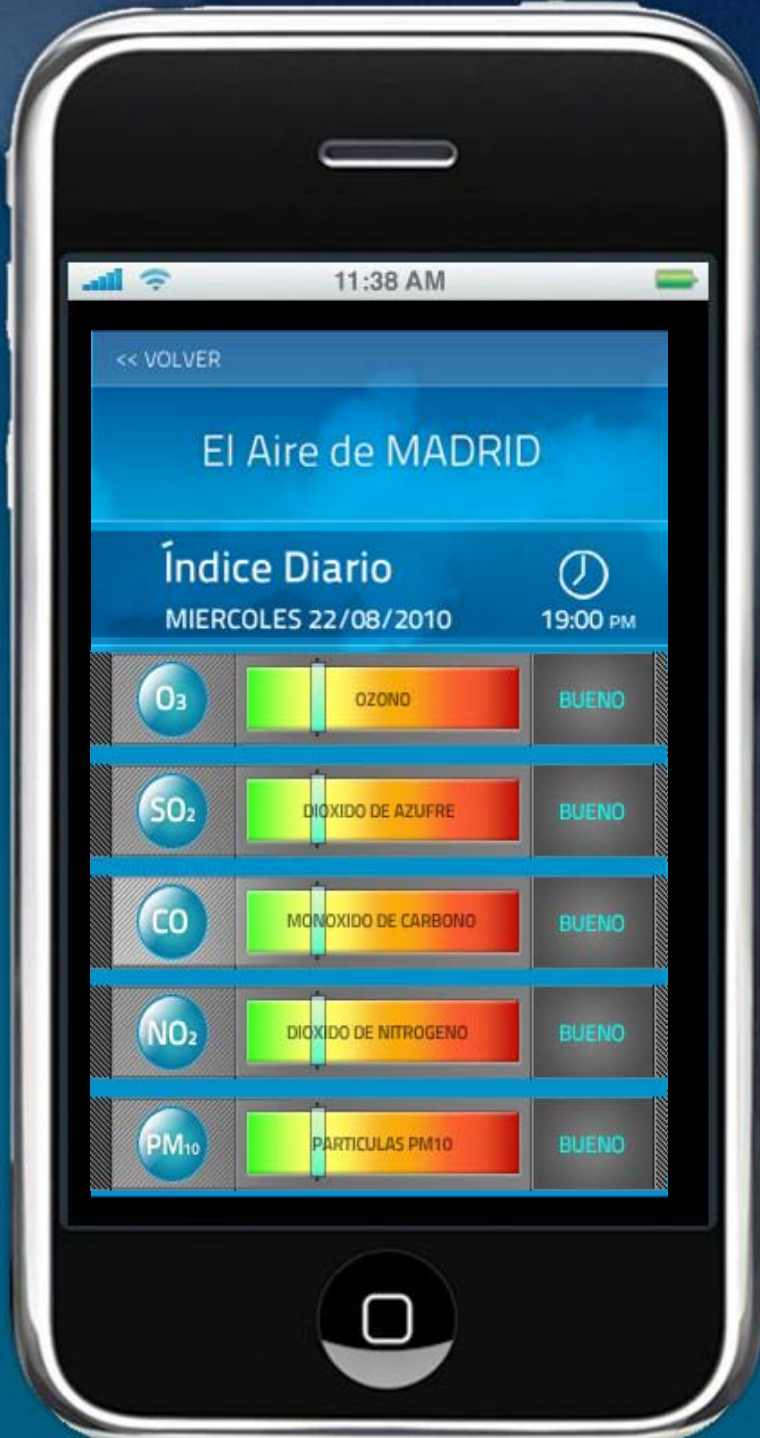 11:38 AM
<< VOLVER
El Aire de MADRID
Índice Diario
MIERCOLES 22/08/2010
19:00 PM
O₃ OZONO BUENO
SO₂ DIOXIDO DE AZUFRE BUENO
CO MONOXIDO DE CARBONO BUENO
NO₂ DIOXIDO DE NITROGENO BUENO
PM₁₀ PARTICULAS PM10 BUENO